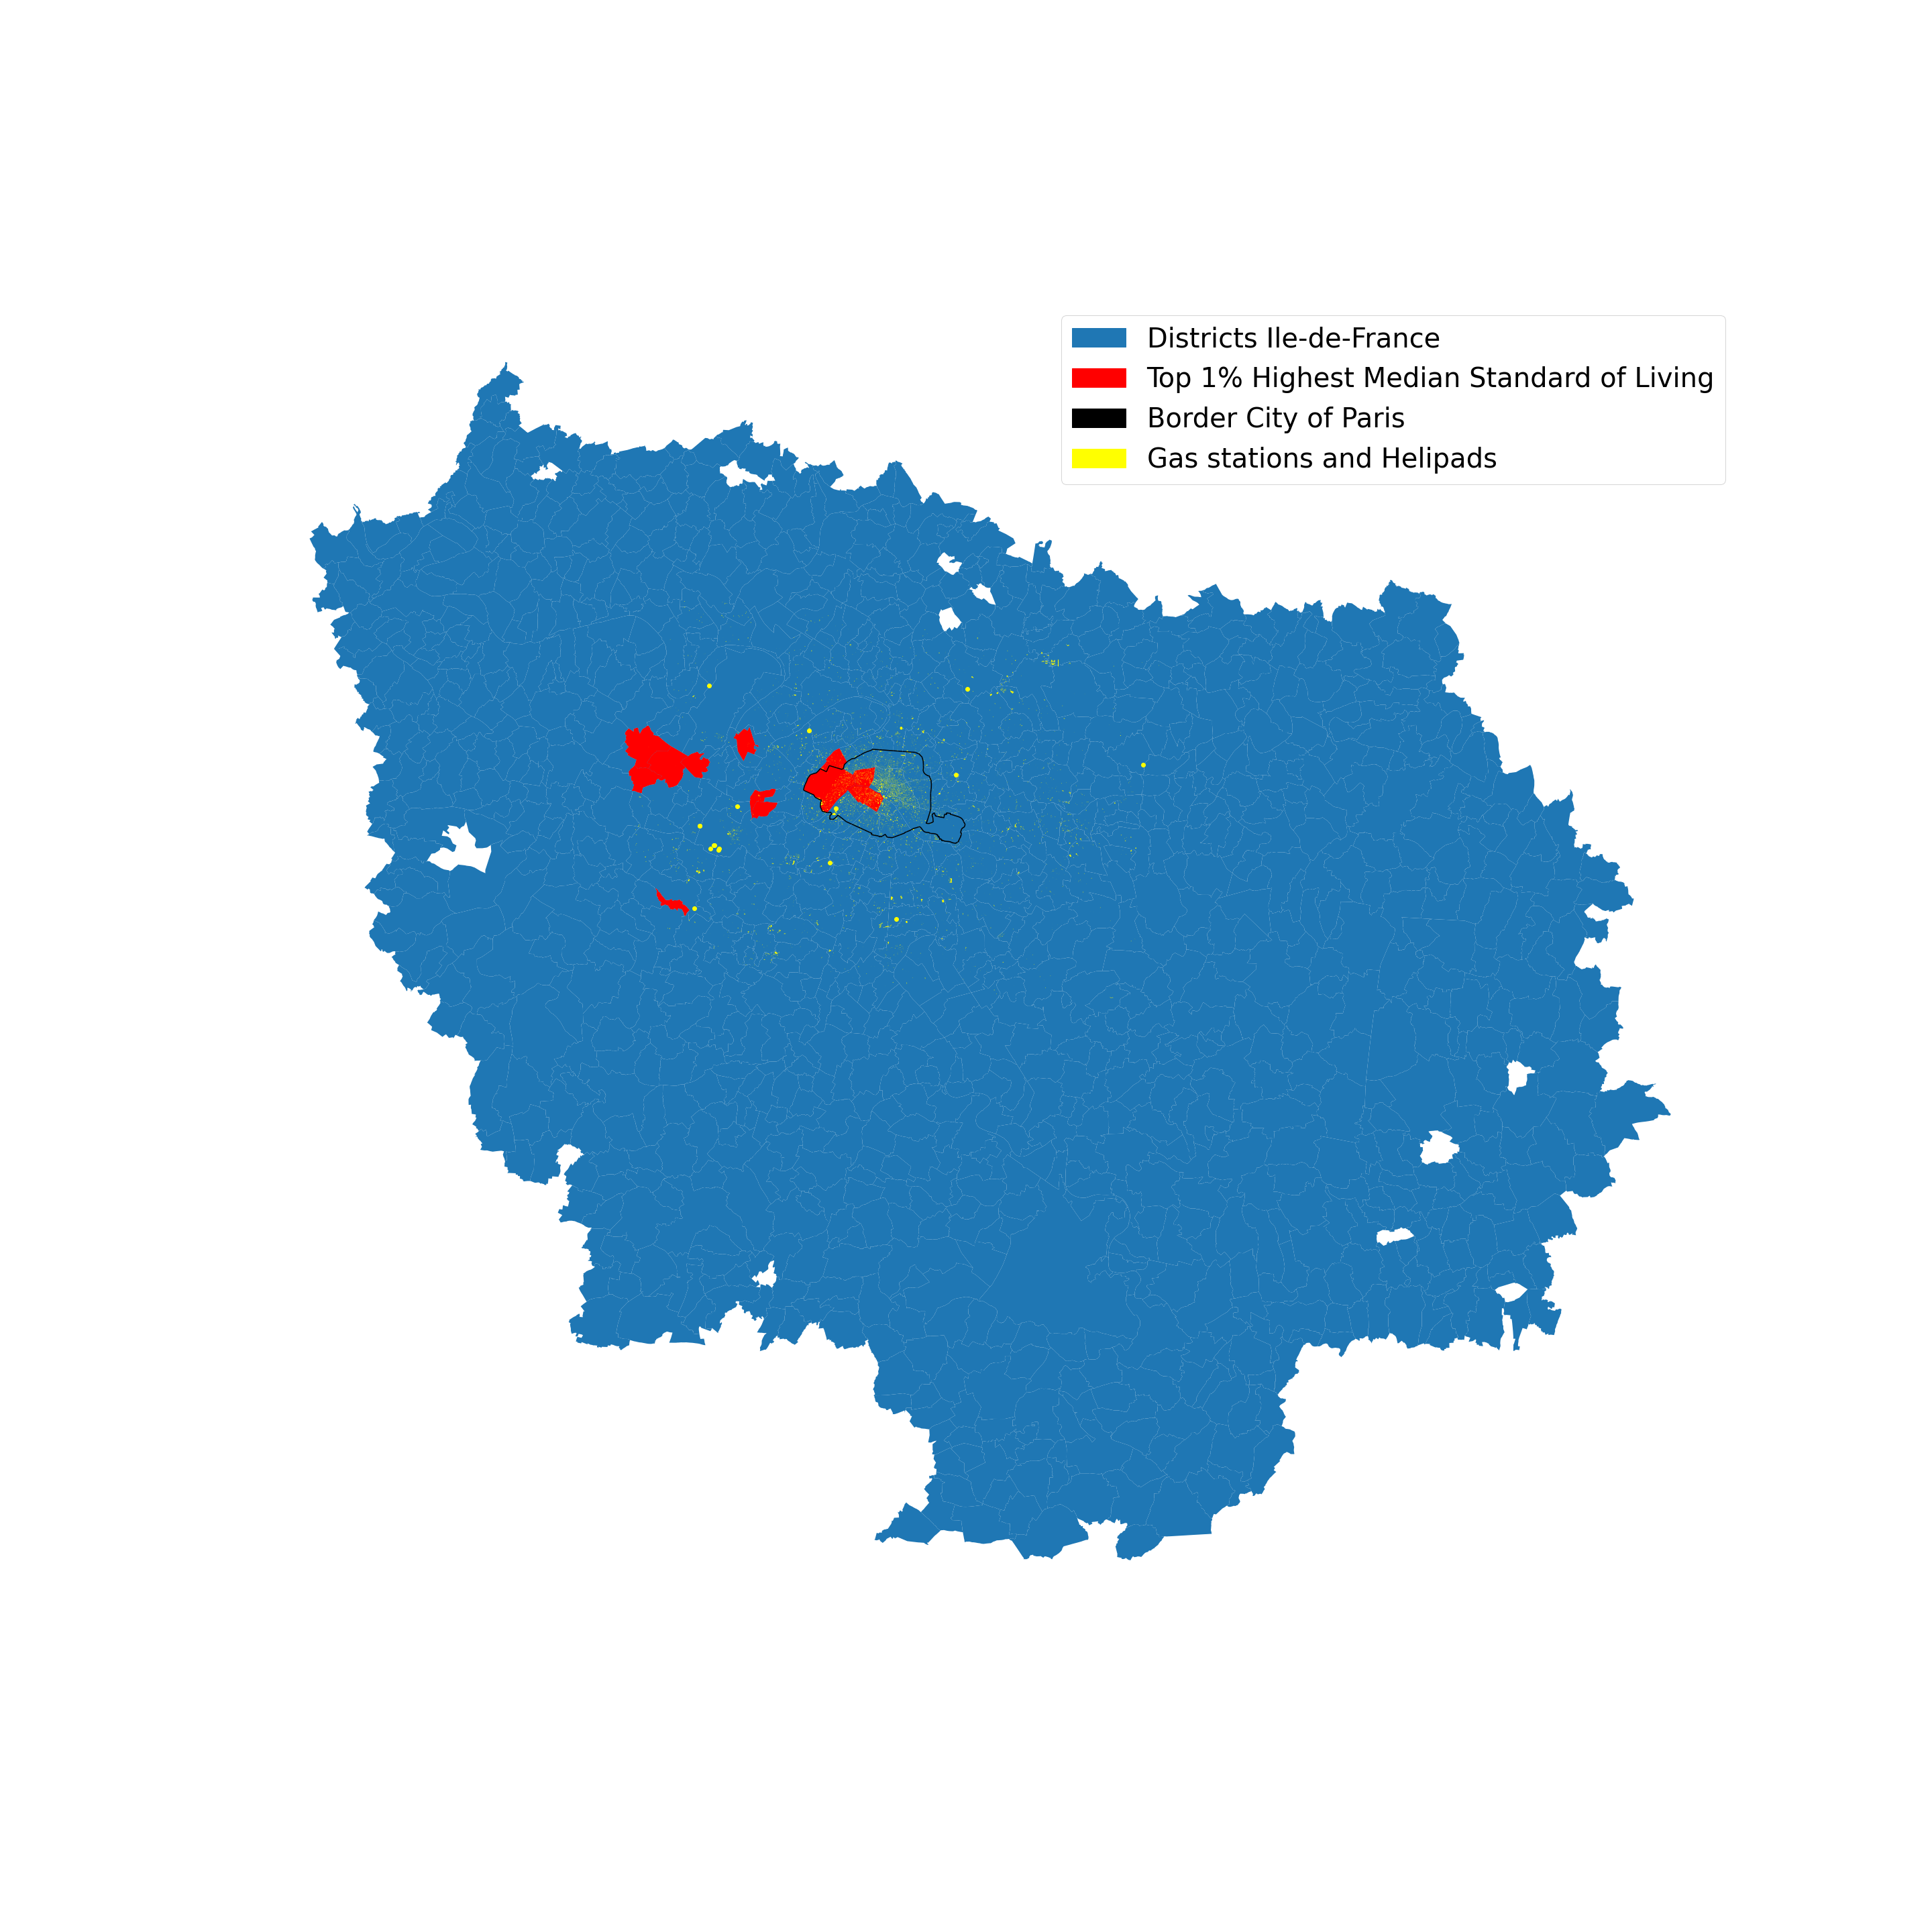 Districts Ile-de-France
Top 1% Highest Median Standard of Living
Border City of Paris
Gas stations and Helipads